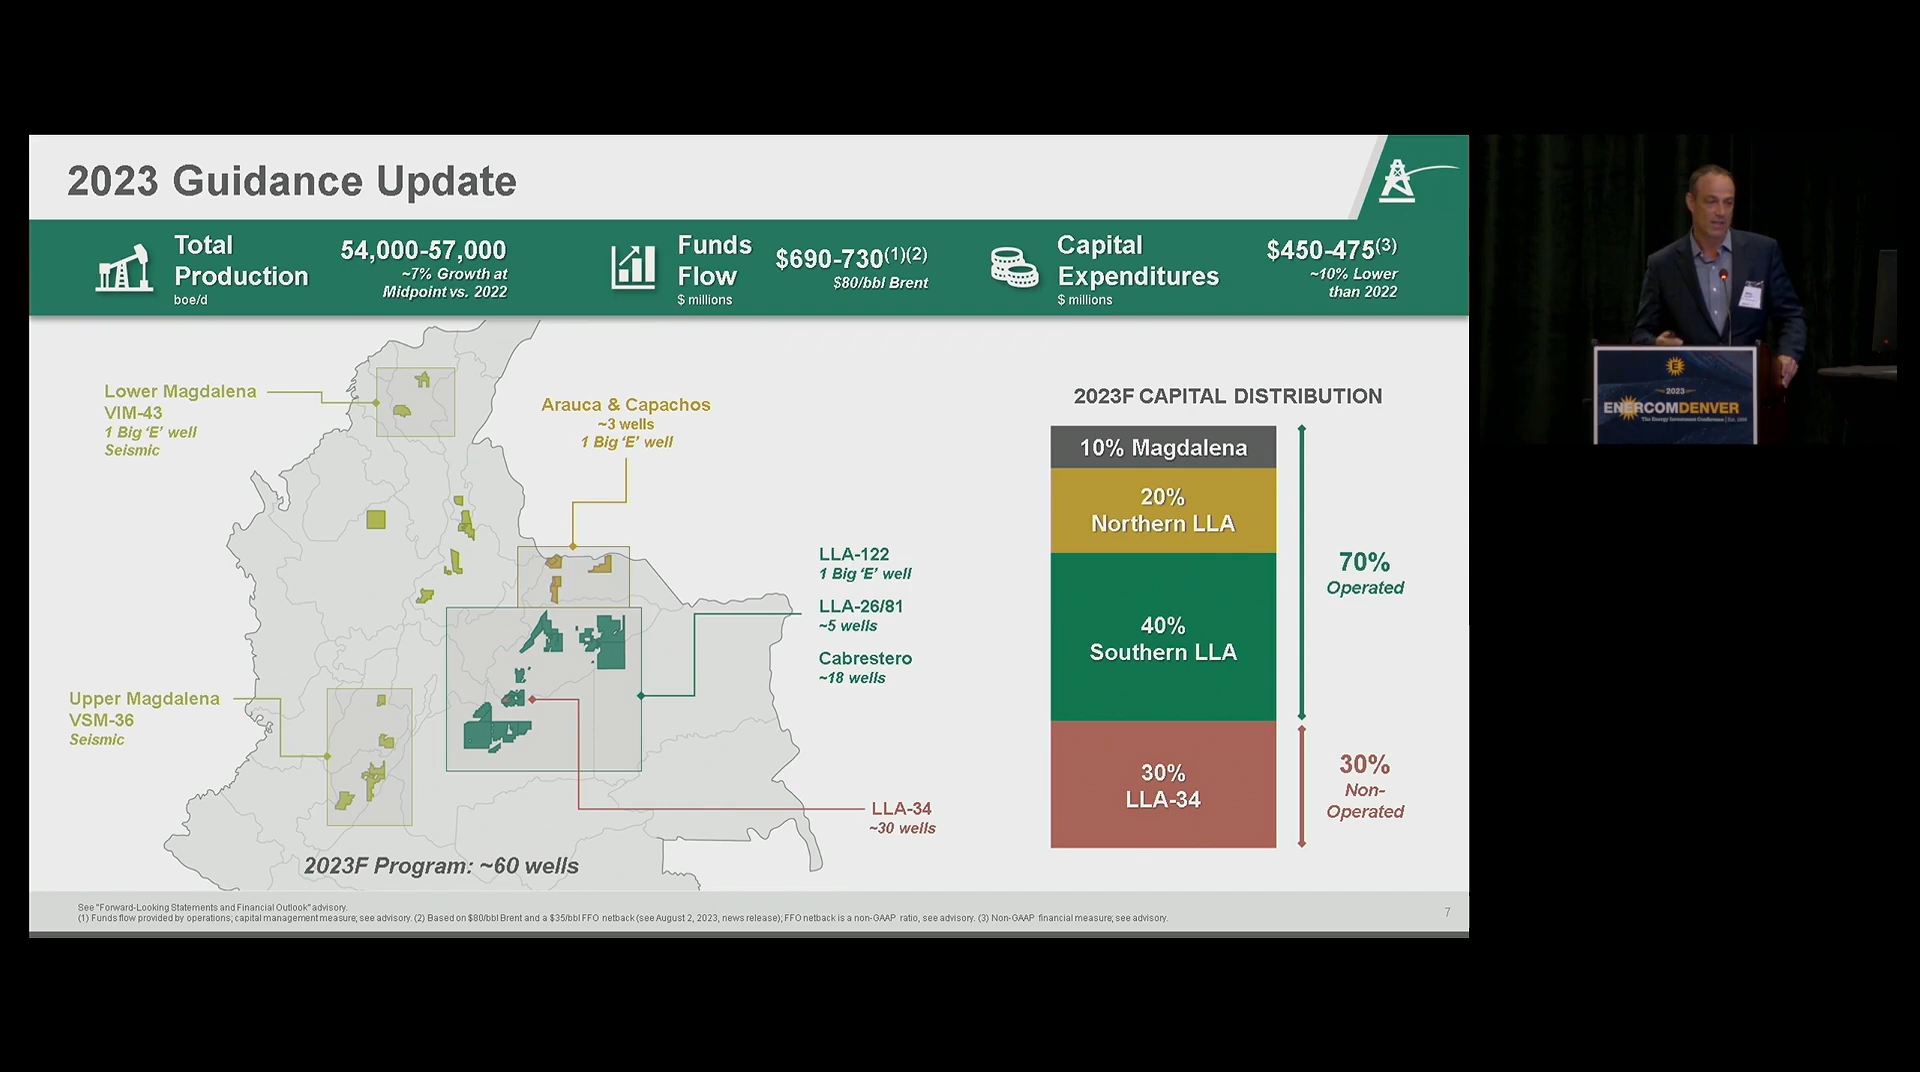 2023 Guidance Update
Total
Production
boe/d
54,000-57,000
~7% Growth at
Midpoint vs. 2022
Funds
Flow
$ millions
$690-730(1)(2)
$80/bbl Brent
Capital
Expenditures
$ millions
$450-475(3)
~10% Lower
than 2022
Lower Magdalena
VIM-43
1 Big ‘E’ well
Seismic
Arauca & Capachos
~3 wells
1 Big ‘E’ well
LLA-122
1 Big ‘E’ well
LLA-26/81
~5 wells
Cabrestero
~18 wells
Upper Magdalena
VSM-36
Seismic
LLA-34
~30 wells
2023F Program: ~60 wells
2023F CAPITAL DISTRIBUTION
10% Magdalena
20%
Northern LLA
40%
Southern LLA
30%
LLA-34
70%
Operated
30%
Non-
Operated
See "Forward-Looking Statements and Financial Outlook" advisory.
(1) Funds flow provided by operations; capital management measure; see advisory. (2) Based on $80/bbl Brent and a $35/bbl FFO netback (see August 2, 2023, news release); FFO netback is a non-GAAP ratio, see advisory. (3) Non-GAAP financial measure; see advisory.
7
E
2023
ENERCOMDENVER
The Energy Investment Conference